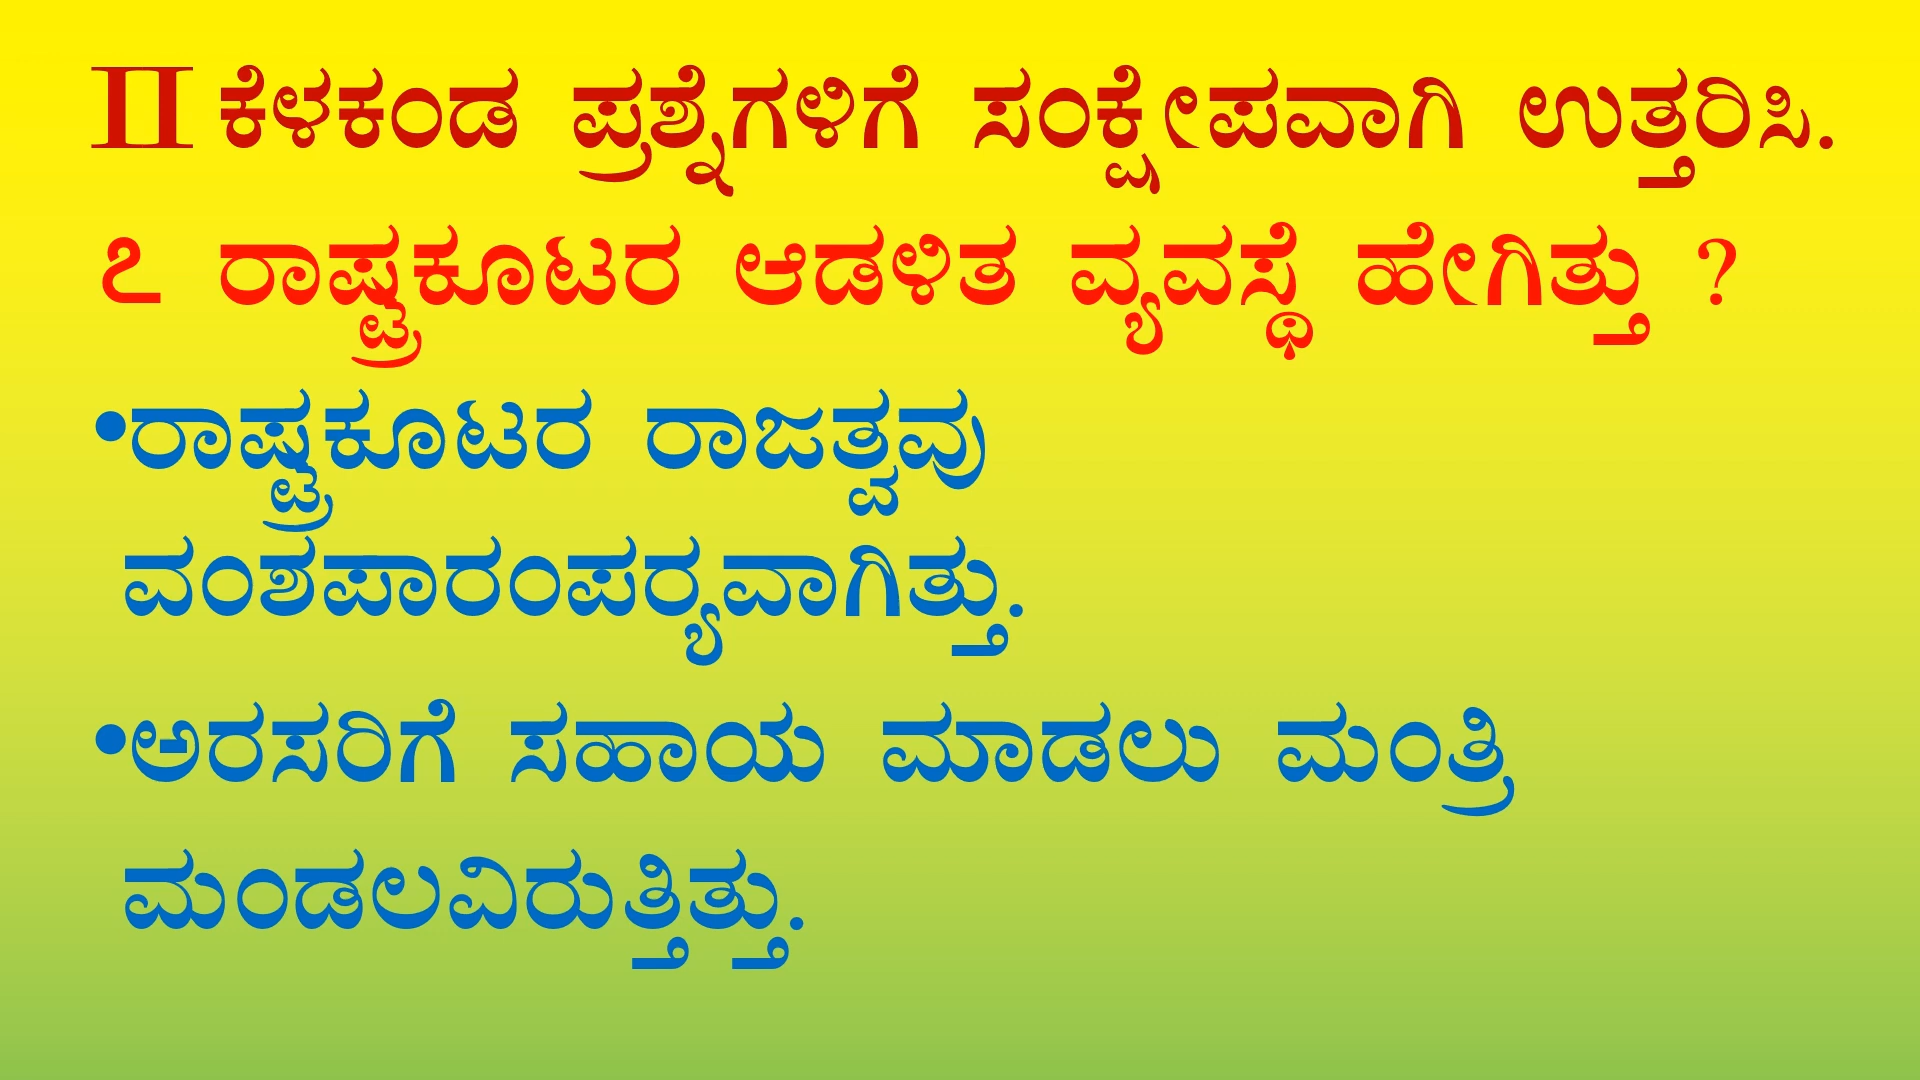 II ಕೆಳಕಂಡ ಪ್ರಶ್ನೆಗಳಿಗೆ ಸಂಕ್ಷೇಪವಾಗಿ ಉತ್ತರಿಸಿ.
೭ ರಾಷ್ಟ್ರಕೂಟರ ಆಡಳಿತ ವ್ಯವಸ್ಥೆ ಹೇಗಿತ್ತು ?
•ರಾಷ್ಟ್ರಕೂಟರ ರಾಜತ್ವವು
ವಂಶಪಾರಂಪರ‍್ಯವಾಗಿತ್ತು.
•ಅರಸರಿಗೆ ಸಹಾಯ ಮಾಡಲು ಮಂತ್ರಿ
ಮಂಡಲವಿರುತ್ತಿತ್ತು.